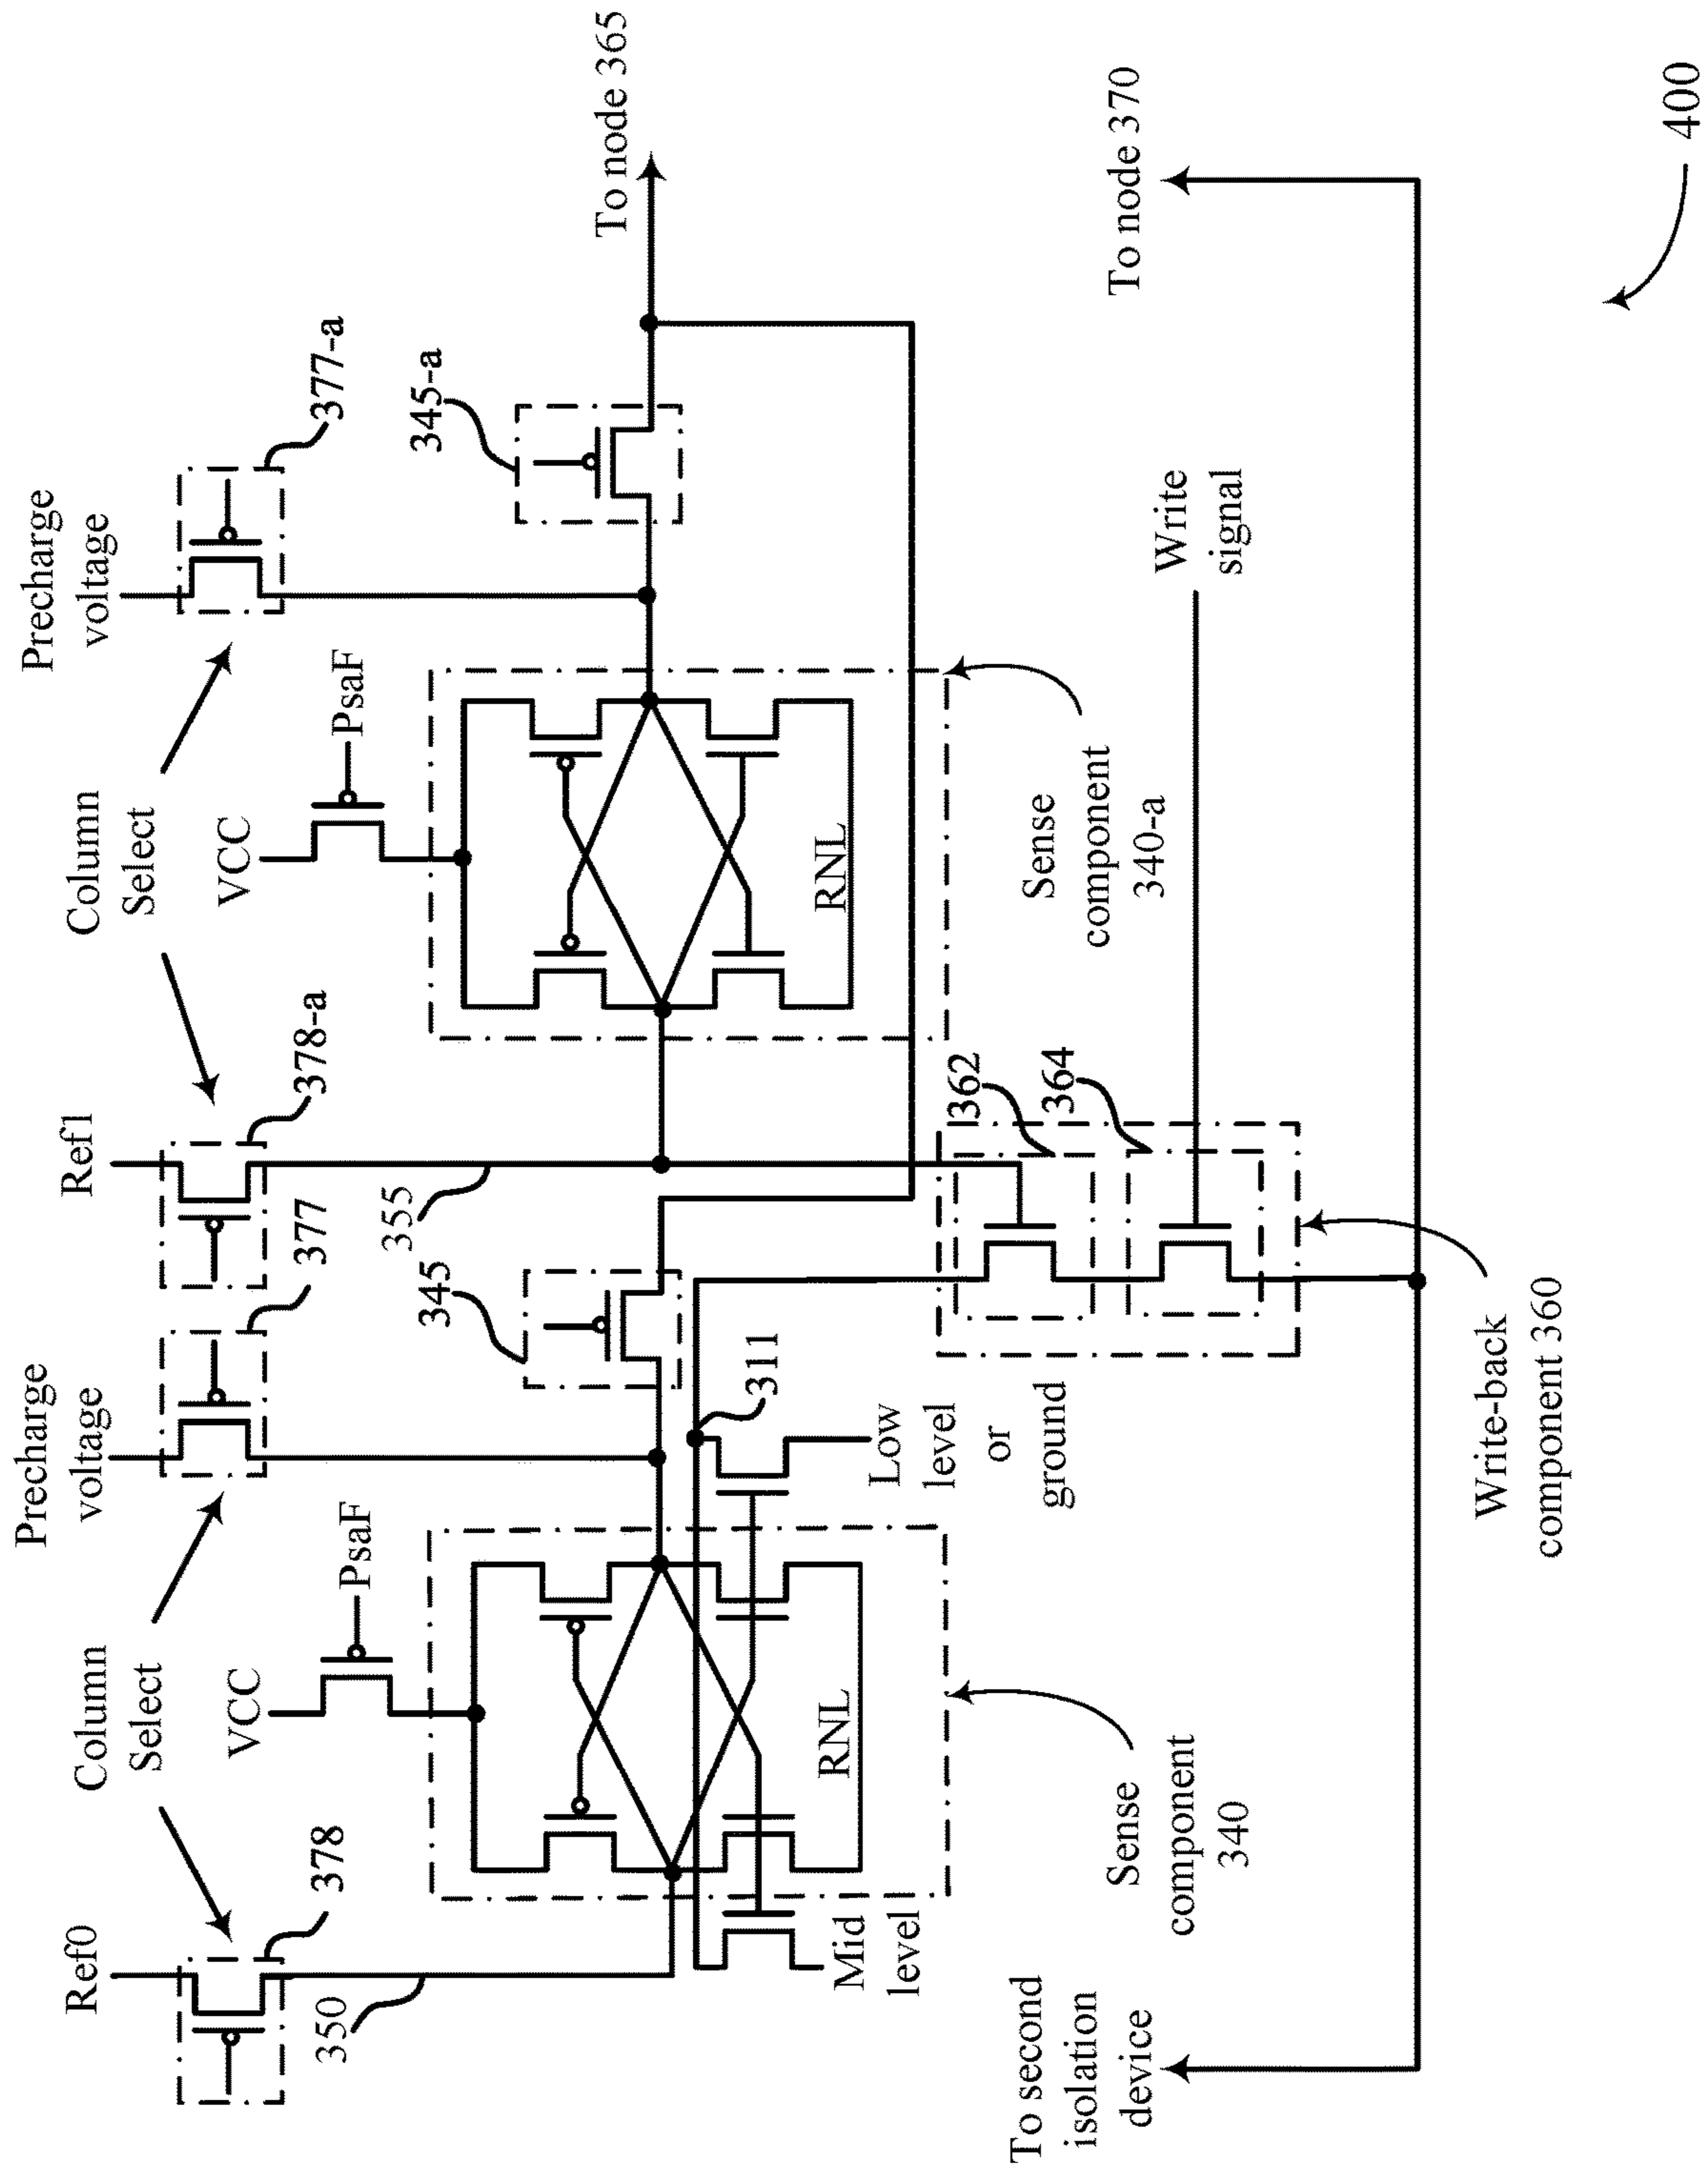 Ref0
378
350
Column
Select
Precharge
voltage
377
VCC
PsaF
RNL
Mid
level
Sense
component
340
345
311
Low
level
or
ground
Ref1
378-a
355
Column
Select
Precharge
voltage
377-a
VCC
PsaF
RNL
Sense
component
340-a
345-a
To node 365
362
364
Write
signal
Write-back
component 360
To second
isolation
device
To node 370
400